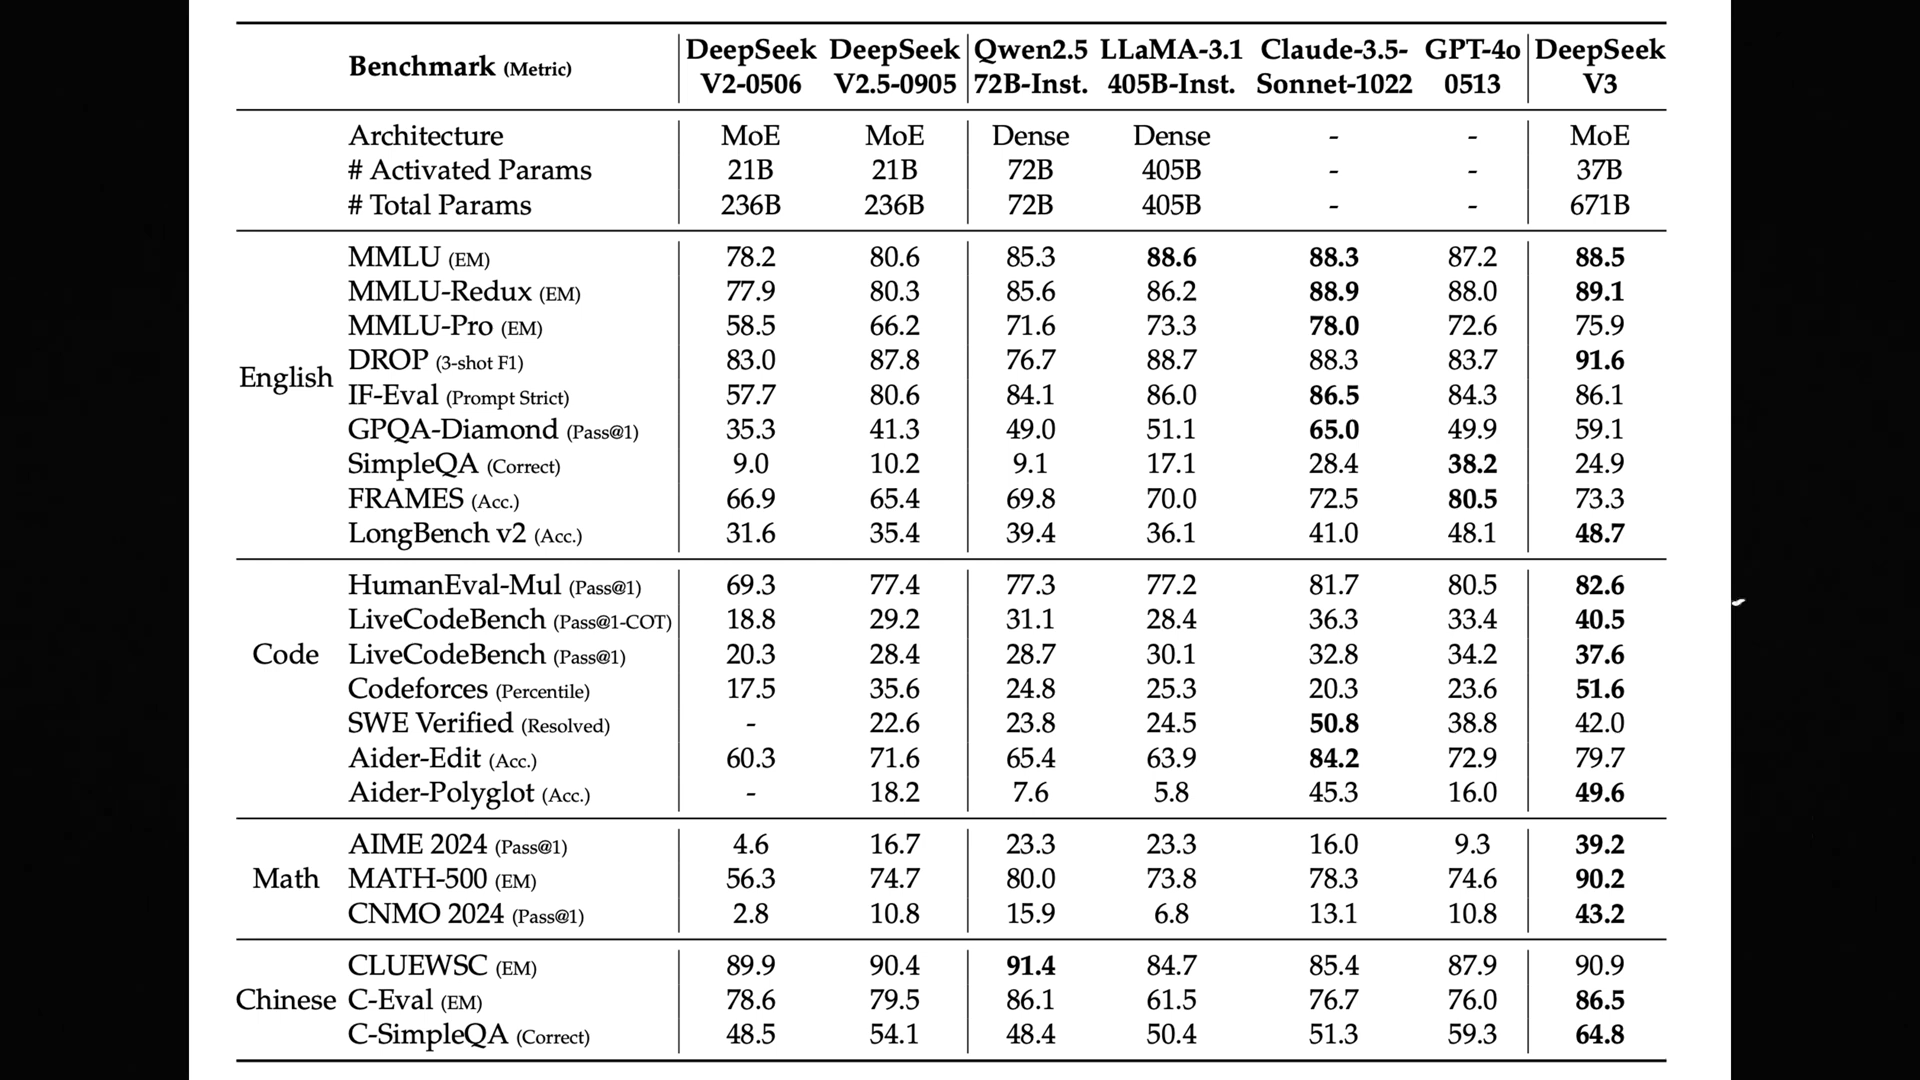 Benchmark (Metric) DeepSeek V2-0506 DeepSeek V2.5-0905 Qwen2.5 72B-Inst. LLaMA-3.1 405B-Inst. Claude-3.5-Sonnet-1022 GPT-4o 0513 DeepSeek V3
Architecture MoE MoE Dense Dense - - MoE
# Activated Params 21B 21B 72B 405B - - 37B
# Total Params 236B 236B 72B 405B - - 671B
English
MMLU (EM) 78.2 80.6 85.3 88.6 88.3 87.2 88.5
MMLU-Redux (EM) 77.9 80.3 85.6 86.2 88.9 88.0 89.1
MMLU-Pro (EM) 58.5 66.2 71.6 73.3 78.0 72.6 75.9
DROP (3-shot F1) 83.0 87.8 76.7 88.7 88.3 83.7 91.6
IF-Eval (Prompt Strict) 57.7 80.6 84.1 86.0 86.5 84.3 86.1
GPQA-Diamond (Pass@1) 35.3 41.3 49.0 51.1 65.0 49.9 59.1
SimpleQA (Correct) 9.0 10.2 9.1 17.1 28.4 38.2 24.9
FRAMES (Acc.) 66.9 65.4 69.8 70.0 72.5 80.5 73.3
LongBench v2 (Acc.) 31.6 35.4 39.4 36.1 41.0 48.1 48.7
Code
HumanEval-Mul (Pass@1) 69.3 77.4 77.3 77.2 81.7 80.5 82.6
LiveCodeBench (Pass@1-COT) 18.8 29.2 31.1 28.4 36.3 33.4 40.5
LiveCodeBench (Pass@1) 20.3 28.4 28.7 30.1 32.8 34.2 37.6
Codeforces (Percentile) 17.5 35.6 24.8 25.3 20.3 23.6 51.6
SWE Verified (Resolved) - 22.6 23.8 24.5 50.8 38.8 42.0
Aider-Edit (Acc.) 60.3 71.6 65.4 63.9 84.2 72.9 79.7
Aider-Polyglot (Acc.) - 18.2 7.6 5.8 45.3 16.0 49.6
Math
AIME 2024 (Pass@1) 4.6 16.7 23.3 23.3 16.0 9.3 39.2
MATH-500 (EM) 56.3 74.7 80.0 73.8 78.3 74.6 90.2
CNMO 2024 (Pass@1) 2.8 10.8 15.9 6.8 13.1 10.8 43.2
Chinese
CLUEWSC (EM) 89.9 90.4 91.4 84.7 85.4 87.9 90.9
C-Eval (EM) 78.6 79.5 86.1 61.5 76.7 76.0 86.5
C-SimpleQA (Correct) 48.5 54.1 48.4 50.4 51.3 59.3 64.8